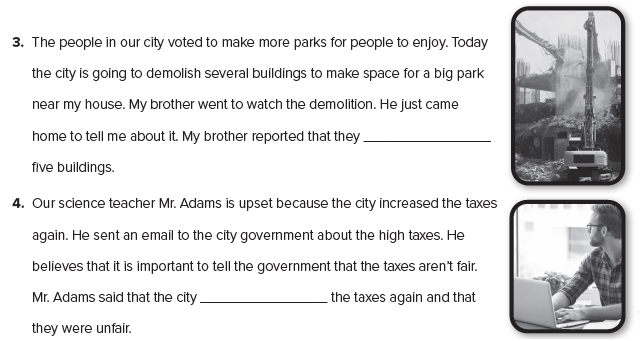 3. The people in our city voted to make more parks for people to enjoy. Today
the city is going to demolish several buildings to make space for a big park
near my house. My brother went to watch the demolition. He just came
home to tell me about it. My brother reported that they ____________
five buildings.
4. Our science teacher Mr. Adams is upset because the city increased the taxes
again. He sent an email to the city government about the high taxes. He
believes that it is important to tell the government that the taxes aren't fair.
Mr. Adams said that the city ____________ the taxes again and that
they were unfair.